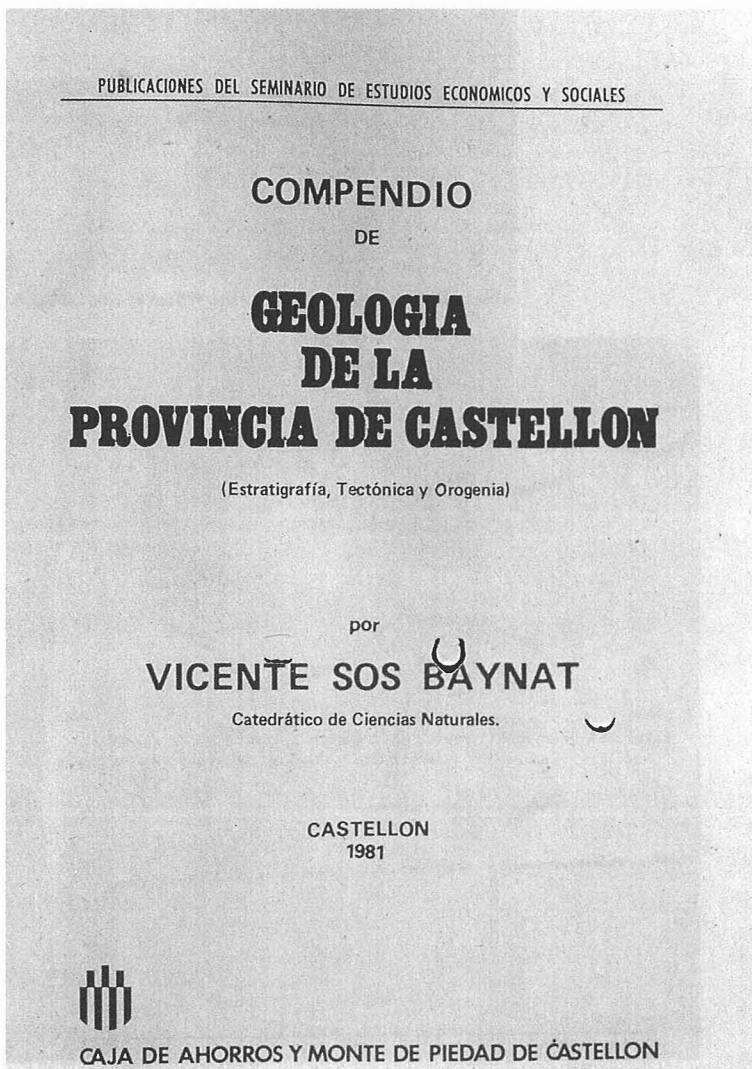 PUBLICACIONES DEL SEMINARIO DE ESTUDIOS ECONOMICOS Y SOCIALES
COMPENDIO
DE
GEOLOGIA
DE LA
PROVINCIA DE CASTELLON
(Estratigrafía, Tectónica y Orogenia)
por
VICENTE SOS BAYNAT
Catedrático de Ciencias Naturales.
CASTELLON
1981
CAJA DE AHORROS Y MONTE DE PIEDAD DE CASTELLON